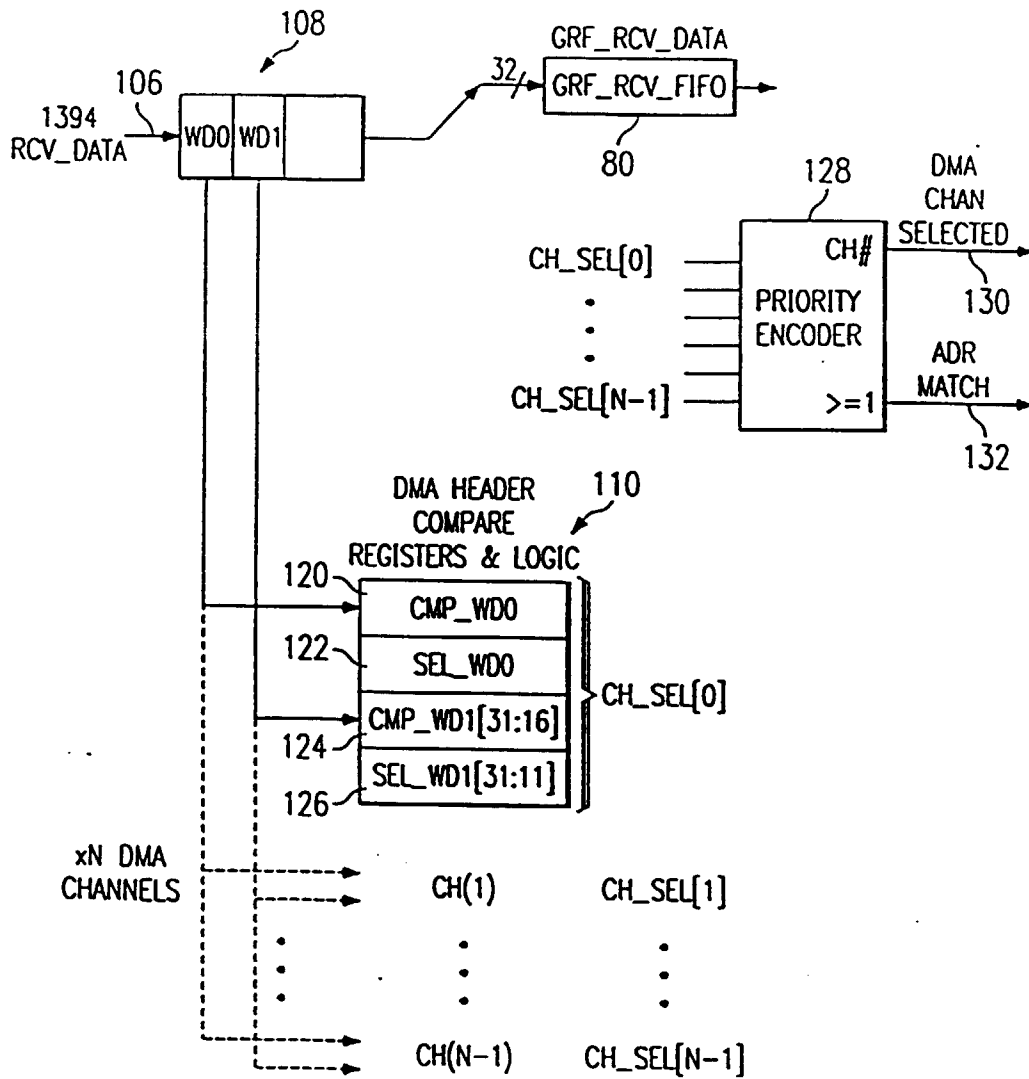 108
GRF_RCV_DATA
106
32
GRF_RCV_FIFO
1394
RCV_DATA
WD0 WD1
80
128
DMA
CHAN
SELECTED
CH#
CH_SEL[0]
130
PRIORITY
ENCODER
ADR
MATCH
CH_SEL[N-1]
>=1
132
DMA HEADER
COMPARE
REGISTERS & LOGIC
110
120
CMP_WD0
122
SEL_WD0
CH_SEL[0]
CMP_WD1[31:16]
124
SEL_WD1[31:11]
126
xN DMA
CHANNELS
CH(1) CH_SEL[1]
CH(N-1) CH_SEL[N-1]